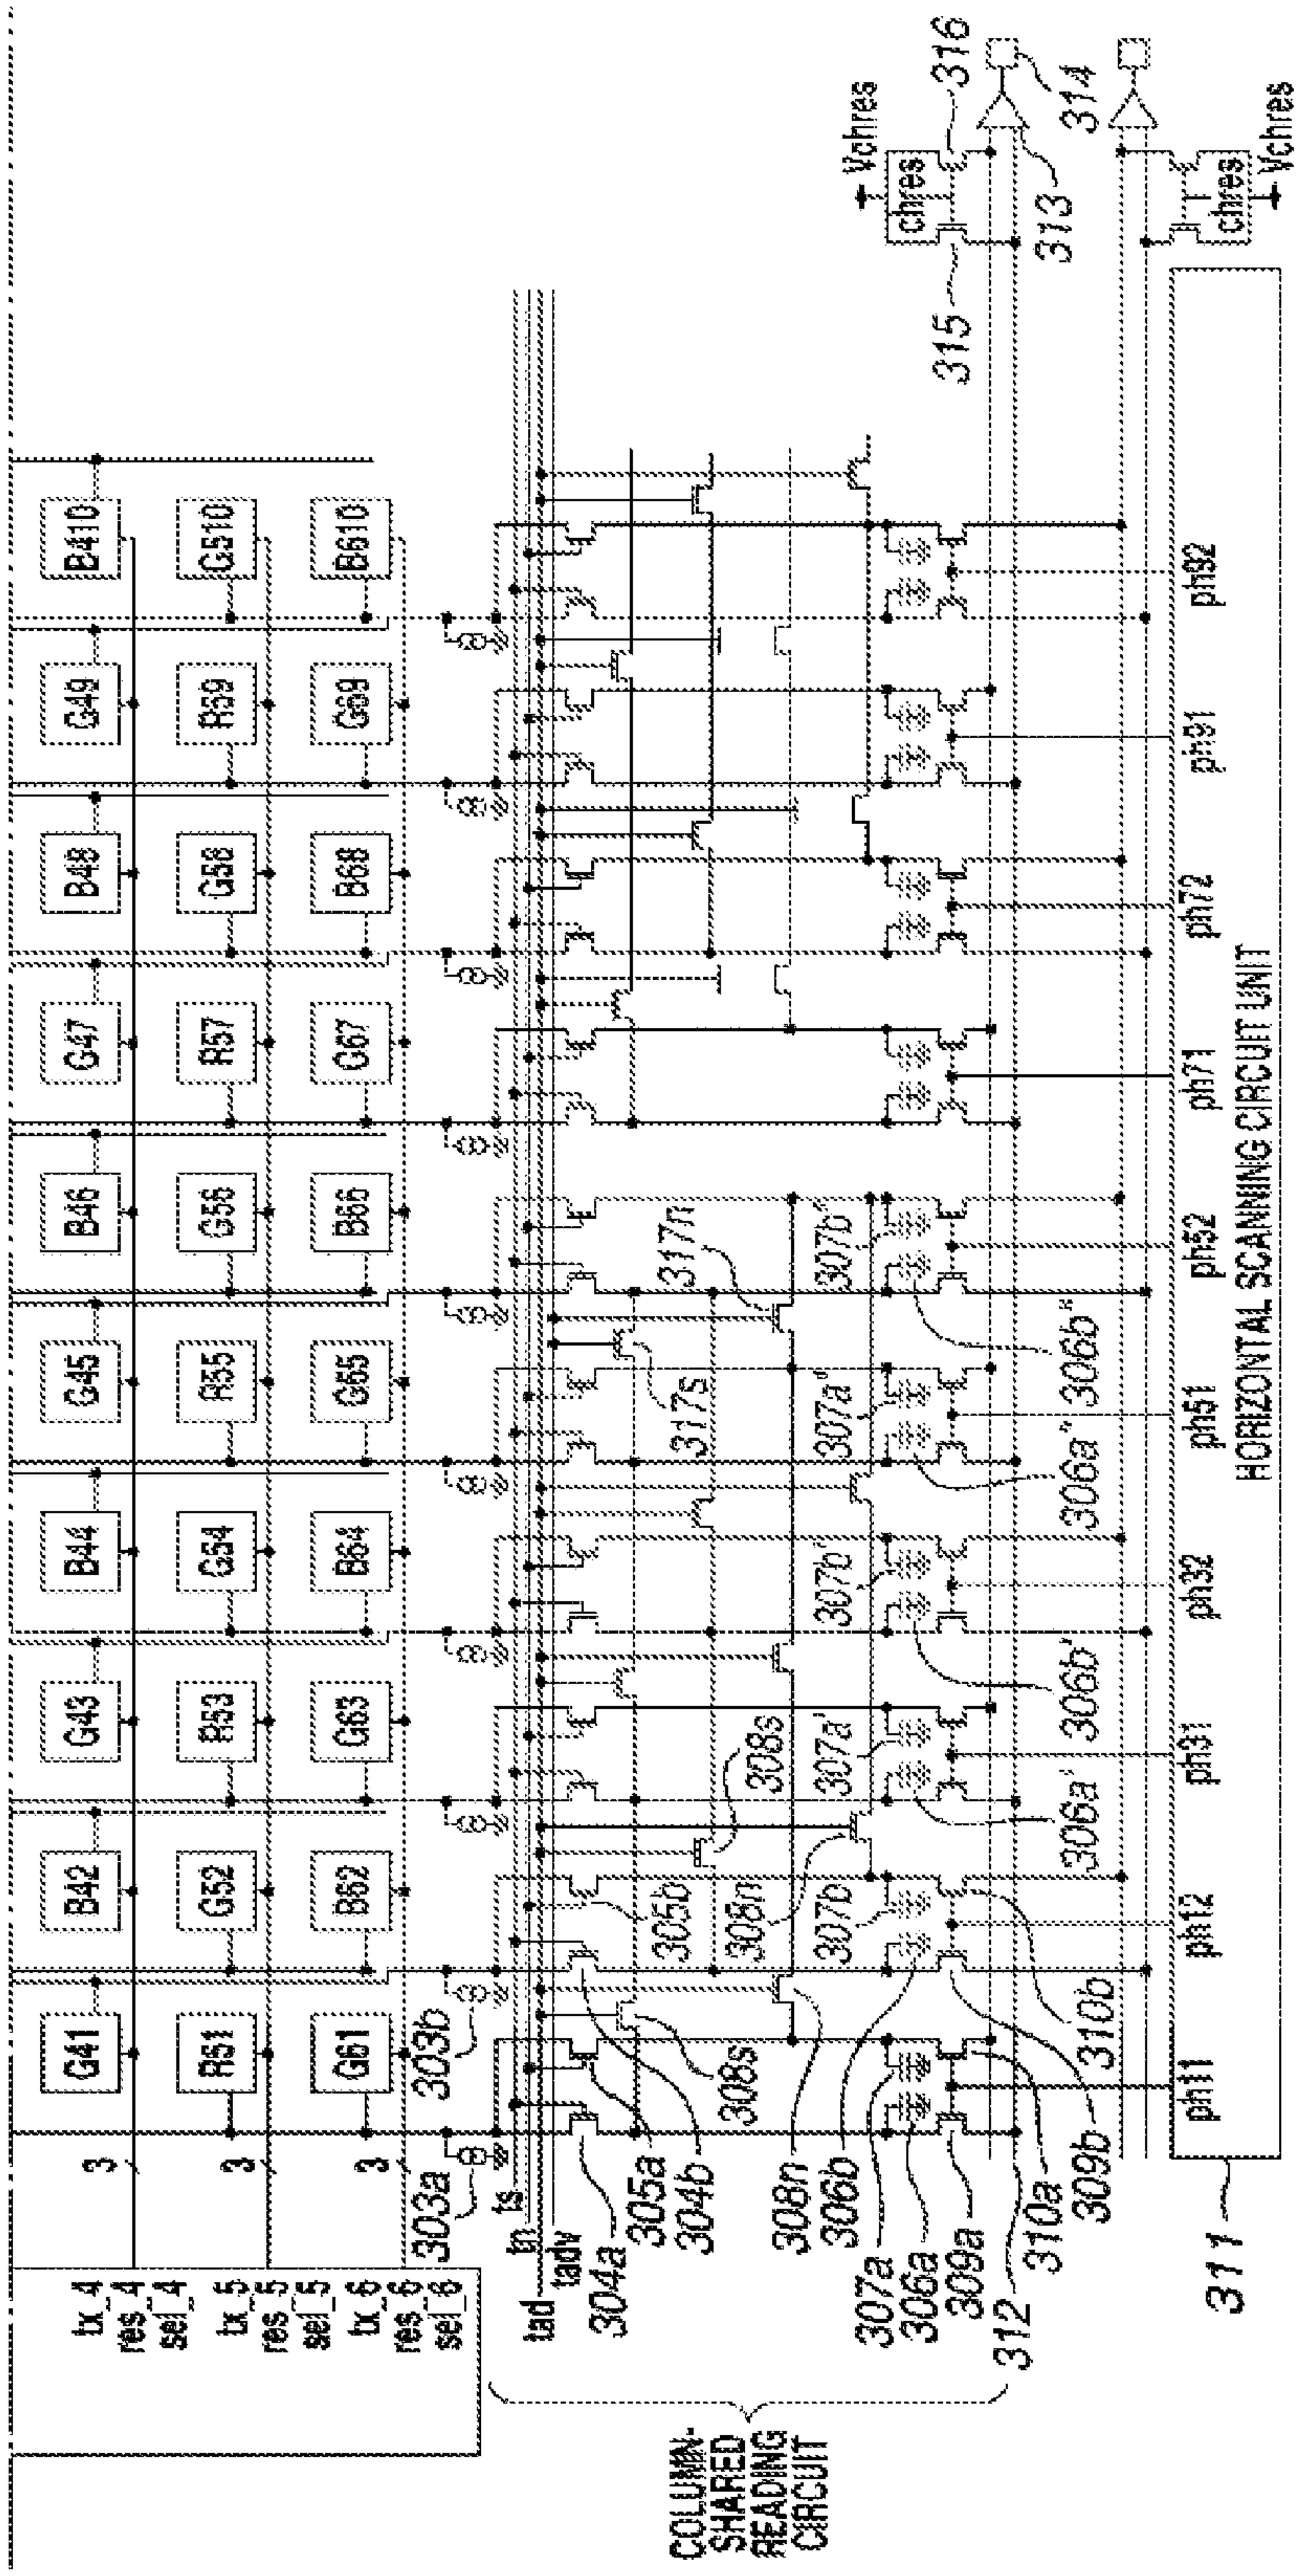 G41 B42 G43 B44 G45 B46 G47 B48 G49 B410
R51 G52 R53 G54 R55 G56 R57 G58 R59 G510
G61 B62 G63 B64 G65 B66 G67 B68 G69 B610
tx_4
res_4
sel_4
tx_5
res_5
sel_5
tx_6
res_6
sel_6
3
3
3
303a
303b
ts
tn
tad
tadv
304a
305a
304b
305b
308s
308s
308n
308n
317s
317n
306b
307b
307a
306a
309a
310a
309b
310b
312
307a'
306a'
307b'
306b'
307a"
306a"
306b"
COLUMN-
SHARED
READING
CIRCUIT
ph11 ph12 ph31 ph32 ph51 ph52 ph71 ph72 ph91 ph92
311
HORIZONTAL SCANNING CIRCUIT UNIT
Vchres
chres
315
316
313
314
chres
Vchres